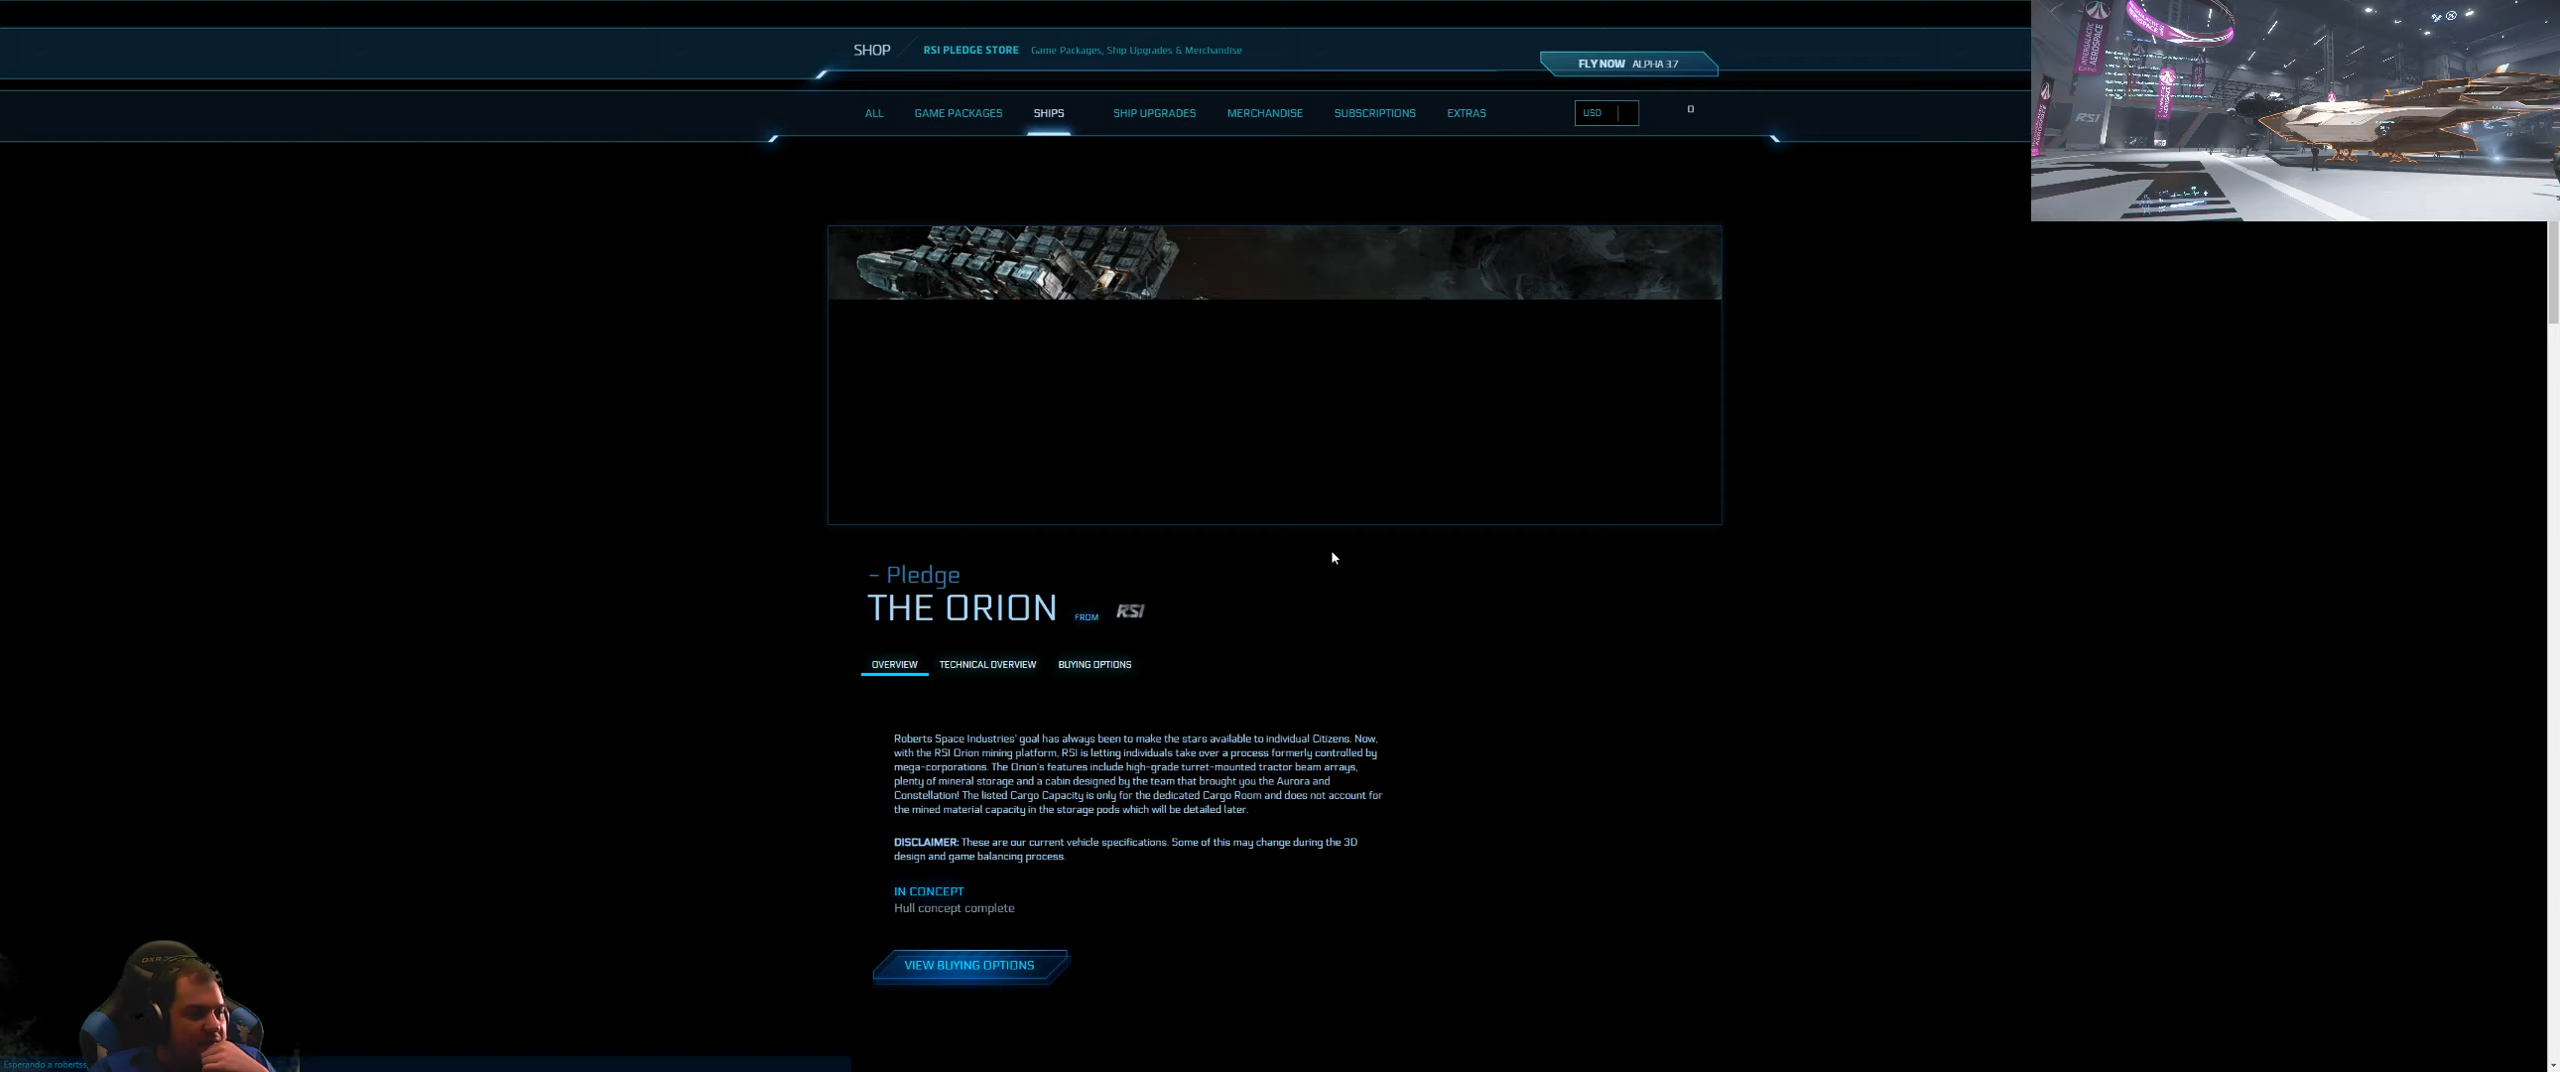 SHOP
RSI PLEDGE STORE Game Packages, Ship Upgrades & Merchandise
FLY NOW ALPHA 3.7
ALL GAME PACKAGES SHIPS SHIP UPGRADES MERCHANDISE SUBSCRIPTIONS EXTRAS USD 0
INTERGALACTIC AEROSPACE
RSI
- Pledge
THE ORION FROM RSI
OVERVIEW TECHNICAL OVERVIEW BUYING OPTIONS
Roberts Space Industries' goal has always been to make the stars available to individual Citizens. Now,
with the RSI Orion mining platform, RSI is letting individuals take over a process formerly controlled by
mega-corporations. The Orion's features include high-grade turret-mounted tractor beam arrays,
plenty of mineral storage and a cabin designed by the team that brought you the Aurora and
Constellation! The listed Cargo Capacity is only for the dedicated Cargo Room and does not account for
the mined material capacity in the storage pods which will be detailed later.
DISCLAIMER: These are our current vehicle specifications. Some of this may change during the 3D
design and game balancing process.
IN CONCEPT
Hull concept complete
VIEW BUYING OPTIONS
Esperando a roberts